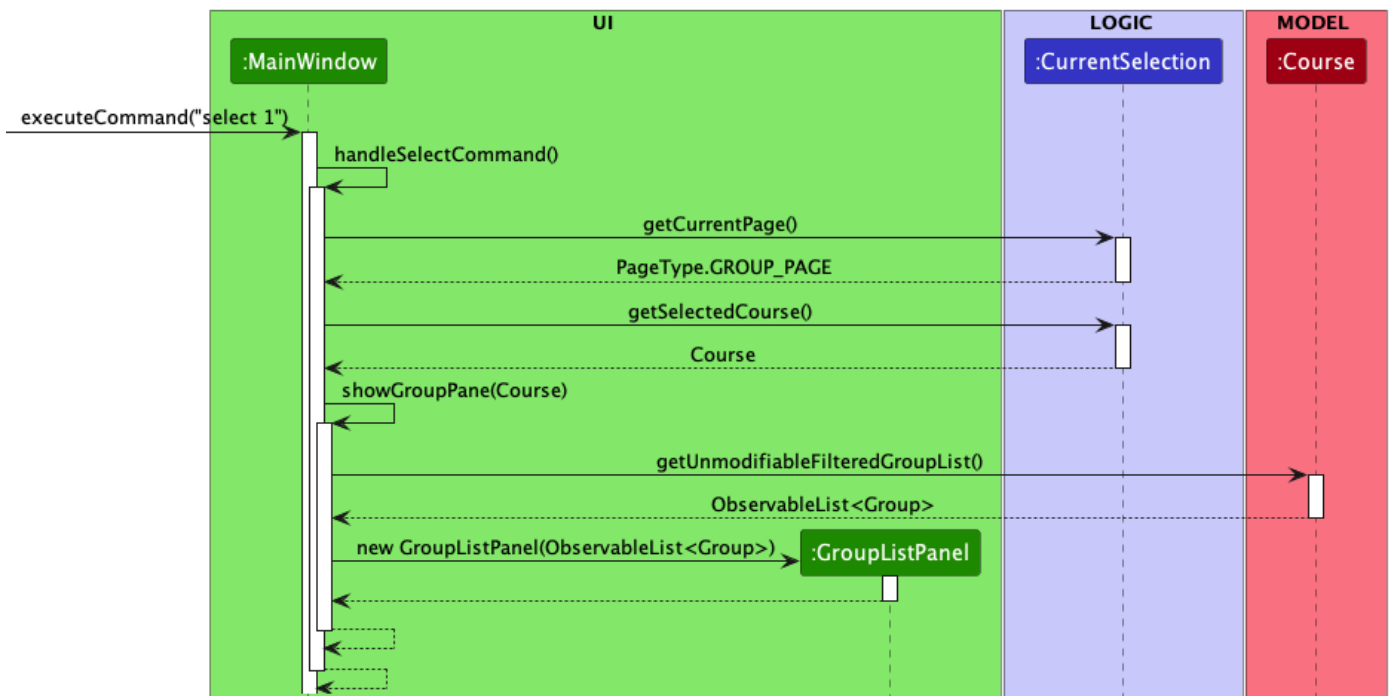 UI
LOGIC
MODEL
:MainWindow
:CurrentSelection
:Course
executeCommand("select 1")
handleSelectCommand()
getCurrentPage()
PageType.GROUP_PAGE
getSelectedCourse()
Course
showGroupPane(Course)
getUnmodifiableFilteredGroupList()
ObservableList<Group>
new GroupListPanel(ObservableList<Group>)
:GroupListPanel